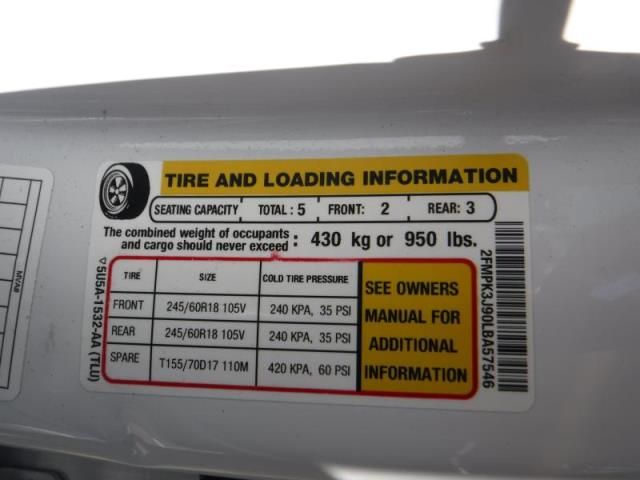 TIRE AND LOADING INFORMATION
SEATING CAPACITY TOTAL : 5 FRONT: 2 REAR: 3
The combined weight of occupants
and cargo should never exceed : 430 kg or 950 lbs.
TIRE SIZE COLD TIRE PRESSURE
FRONT 245/60R18 105V 240 KPA, 35 PSI
REAR 245/60R18 105V 240 KPA, 35 PSI
SPARE T155/70D17 110M 420 KPA, 60 PSI
SEE OWNERS
MANUAL FOR
ADDITIONAL
INFORMATION
▽5U5A-1532-AA (TLU)
2FMPK3J90LBA57546
MVAB